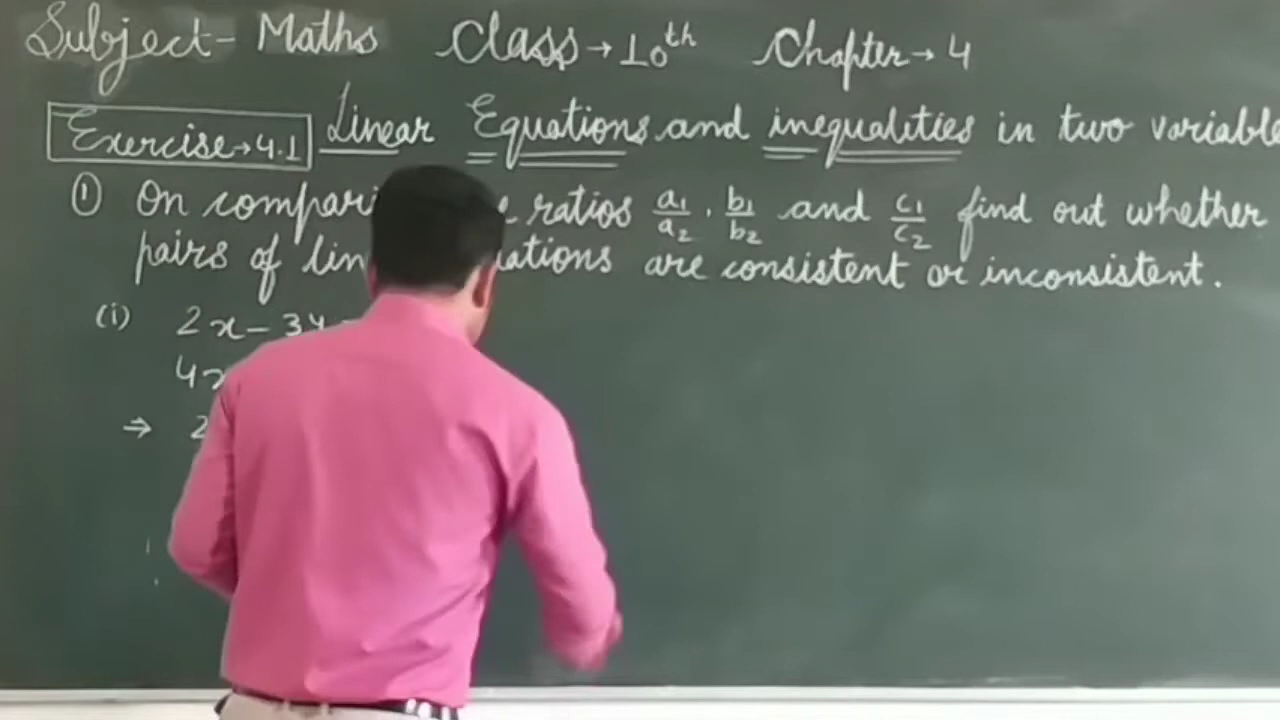 Subject- Maths Class→10th Chapter→4
Exercise→4.1 Linear Equations and inequalities in two variable
① On compari ratios a1/a2, b1/b2 and c1/c2 find out whether
pairs of lin ations are consistent or inconsistent.
(i) 2x-3y
4x
⇒ 2